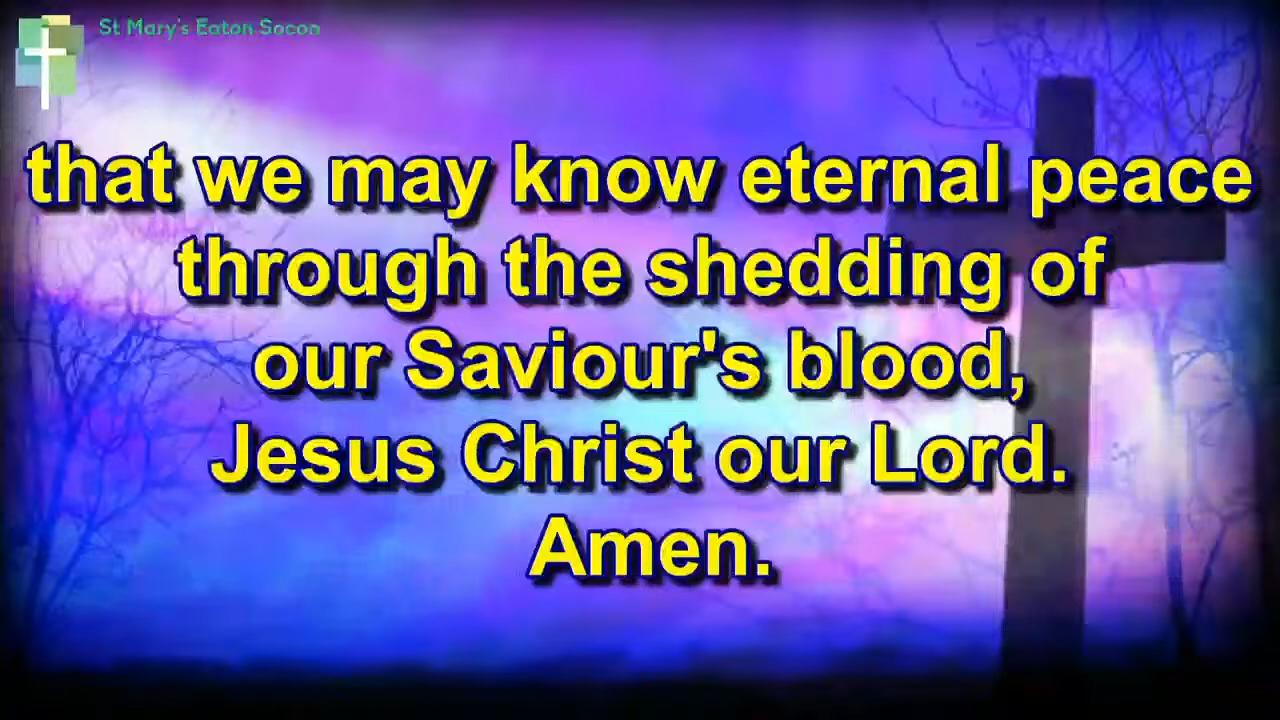 St Mary's Eaton Socon
that we may know eternal peace
through the shedding of
our Saviour's blood,
Jesus Christ our Lord.
Amen.